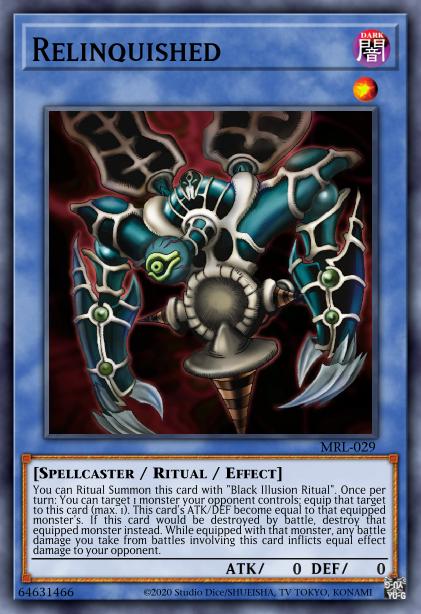 RELINQUISHED
DARK
闇
MRL-029
[SPELLCASTER / RITUAL / EFFECT]
You can Ritual Summon this card with "Black Illusion Ritual". Once per
turn: You can target 1 monster your opponent controls; equip that target
to this card (max. 1). This card's ATK/DEF become equal to that equipped
monster's. If this card would be destroyed by battle, destroy that
equipped monster instead. While equipped with that monster, any battle
damage you take from battles involving this card inflicts equal effect
damage to your opponent.
ATK/ 0 DEF/ 0
64631466
©2020 Studio Dice/SHUEISHA, TV TOKYO, KONAMI